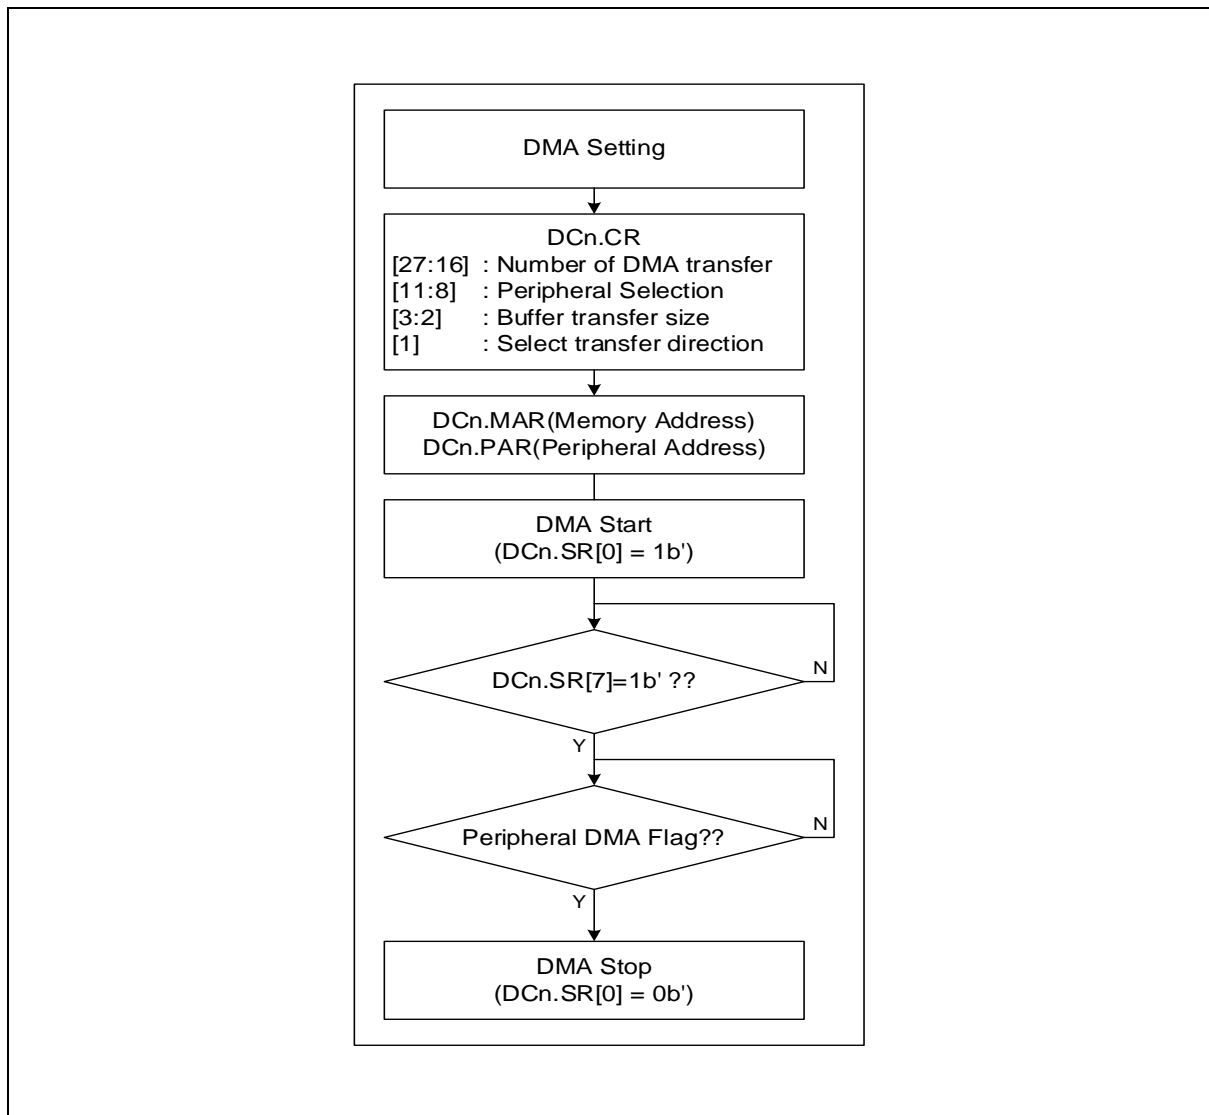 DMA Setting
DCn.CR
[27:16] : Number of DMA transfer
[11:8] : Peripheral Selection
[3:2] : Buffer transfer size
[1] : Select transfer direction
DCn.MAR(Memory Address)
DCn.PAR(Peripheral Address)
DMA Start
(DCn.SR[0] = 1b')
DCn.SR[7]=1b' ??
N
Y
Peripheral DMA Flag??
N
Y
DMA Stop
(DCn.SR[0] = 0b')